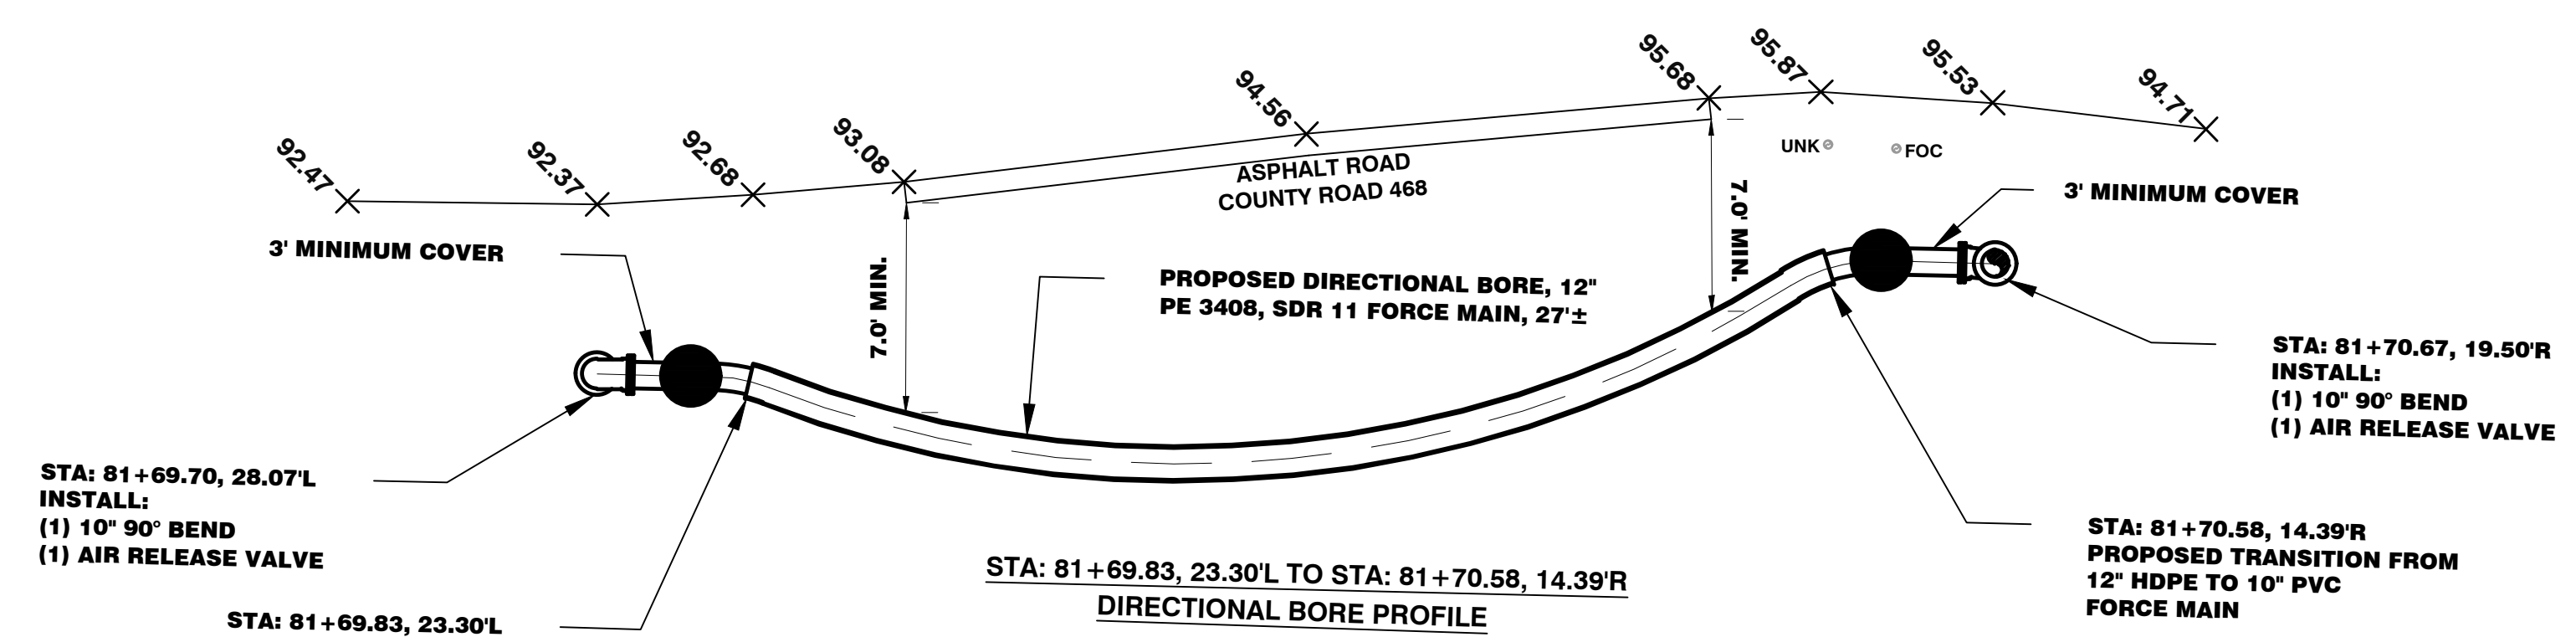 92.47
92.37
92.68
93.08
94.56
95.68
95.87
95.53
94.71
ASPHALT ROAD
COUNTY ROAD 468
UNK
FOC
3' MINIMUM COVER
3' MINIMUM COVER
7.0' MIN.
7.0' MIN.
PROPOSED DIRECTIONAL BORE, 12"
PE 3408, SDR 11 FORCE MAIN, 27'±
STA: 81+70.67, 19.50'R
INSTALL:
(1) 10" 90° BEND
(1) AIR RELEASE VALVE
STA: 81+69.70, 28.07'L
INSTALL:
(1) 10" 90° BEND
(1) AIR RELEASE VALVE
STA: 81+70.58, 14.39'R
PROPOSED TRANSITION FROM
12" HDPE TO 10" PVC
FORCE MAIN
STA: 81+69.83, 23.30'L
STA: 81+69.83, 23.30'L TO STA: 81+70.58, 14.39'R
DIRECTIONAL BORE PROFILE